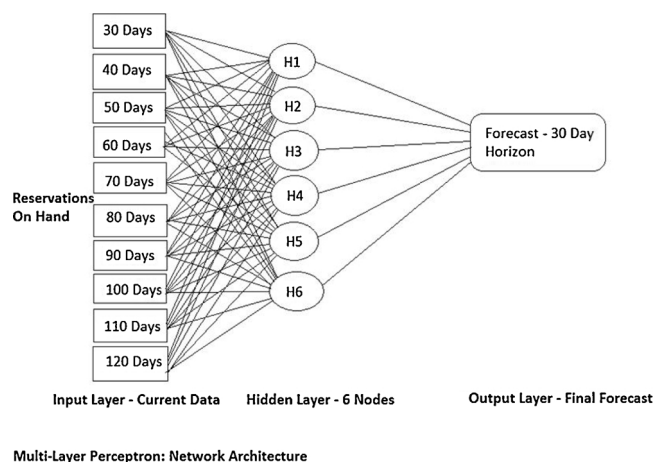 30 Days
40 Days
50 Days
60 Days
70 Days
80 Days
90 Days
100 Days
110 Days
120 Days
Reservations
On Hand
H1
H2
H3
H4
H5
H6
Forecast - 30 Day
Horizon
Input Layer - Current Data
Hidden Layer - 6 Nodes
Output Layer - Final Forecast
Multi-Layer Perceptron: Network Architecture